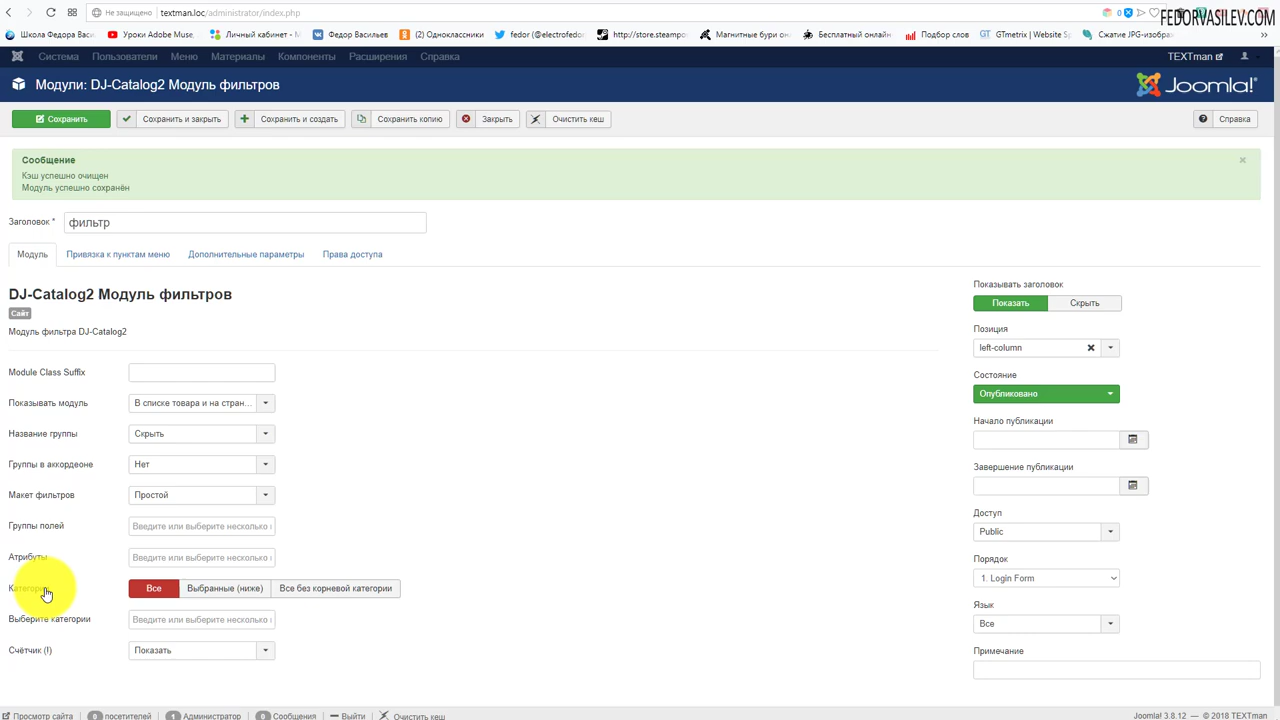 Не защищено textman.loc/administrator/index.php
0
FEDORVASILEV.COM
Школа Федора Васи. Уроки Adobe Muse, Личный кабинет - М Федор Васильев (2) Одноклассники fedor (@electrofedo http://store.steampo Магнитные бури он Бесплатный онлайн Подбор слов GTmetrix | Website S Сжатие JPG-изобра
Система Пользователи Меню Материалы Компоненты Расширения Справка TEXTman
Модули: DJ-Catalog2 Модуль фильтров Joomla!
Сохранить Сохранить и закрыть Сохранить и создать Сохранить копию Закрыть Очистить кеш Справка
Сообщение
Кэш успешно очищен
Модуль успешно сохранён
Заголовок * фильтр
Модуль Привязка к пунктам меню Дополнительные параметры Права доступа
DJ-Catalog2 Модуль фильтров
Сайт
Модуль фильтра DJ-Catalog2
Module Class Suffix
Показывать модуль В списке товара и на стран...
Название группы Скрыть
Группы в аккордеоне Нет
Макет фильтров Простой
Группы полей Введите или выберите несколько
Атрибуты Введите или выберите несколько
Категории Все Выбранные (ниже) Все без корневой категории
Выберите категории Введите или выберите несколько
Счётчик (!) Показать
Показывать заголовок
Показать Скрыть
Позиция
left-column
Состояние
Опубликовано
Начало публикации
Завершение публикации
Доступ
Public
Порядок
1. Login Form
Язык
Все
Примечание
Просмотр сайта 0 посетителей 1 Администратор 0 Сообщения Выйти Очистить кеш Joomla! 3.8.12 — © 2018 TEXTman